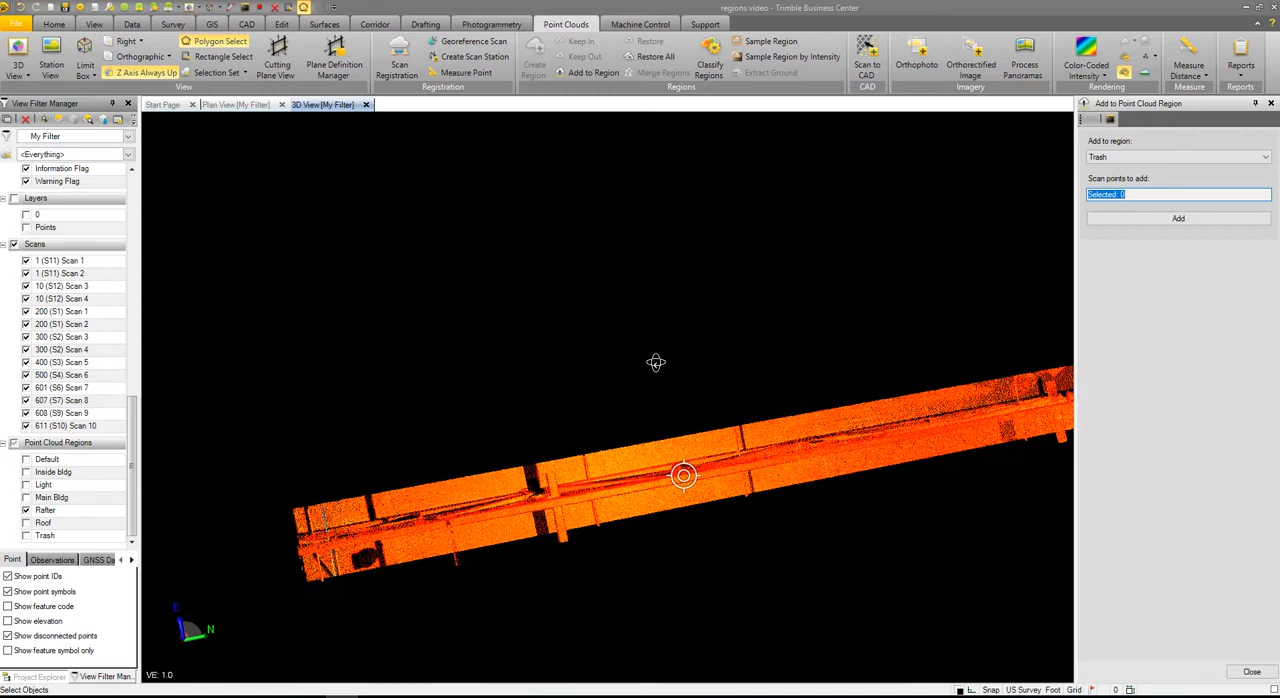 regions video - Trimble Business Center
File Home View Data Survey GIS CAD Edit Surfaces Corridor Drafting Photogrammetry Point Clouds Machine Control Support
3D View Station View Limit Box
Right
Orthographic
Z Axis Always Up
Polygon Select
Rectangle Select
Selection Set
Cutting Plane View
Plane Definition Manager
View
Scan Registration
Georeference Scan
Create Scan Station
Measure Point
Registration
Create Region
Keep In
Keep Out
Add to Region
Restore
Restore All
Merge Regions
Classify Regions
Sample Region
Sample Region by Intensity
Extract Ground
Regions
Scan to CAD
CAD
Orthophoto
Orthorectified Image
Process Panoramas
Imagery
Color-Coded Intensity
Rendering
Measure Distance
Measure
Reports
Reports
View Filter Manager
My Filter
<Everything>
Information Flag
Warning Flag
Layers
0
Points
Scans
1 (S11) Scan 1
1 (S11) Scan 2
10 (S12) Scan 3
10 (S12) Scan 4
200 (S1) Scan 1
200 (S1) Scan 2
300 (S2) Scan 3
300 (S2) Scan 4
400 (S3) Scan 5
500 (S4) Scan 6
601 (S6) Scan 7
607 (S7) Scan 8
608 (S9) Scan 9
611 (S10) Scan 10
Point Cloud Regions
Default
Inside bldg
Light
Main Bldg
Rafter
Roof
Trash
Point Observations GNSS Da
Show point IDs
Show point symbols
Show feature code
Show elevation
Show disconnected points
Show feature symbol only
Project Explorer View Filter Man...
Select Objects
Start Page Plan View [My Filter] 3D View [My Filter]
E
N
VE: 1.0
Add to Point Cloud Region
Add to region:
Trash
Scan points to add:
Selected: 0
Add
Close
Snap US Survey Foot Grid 0